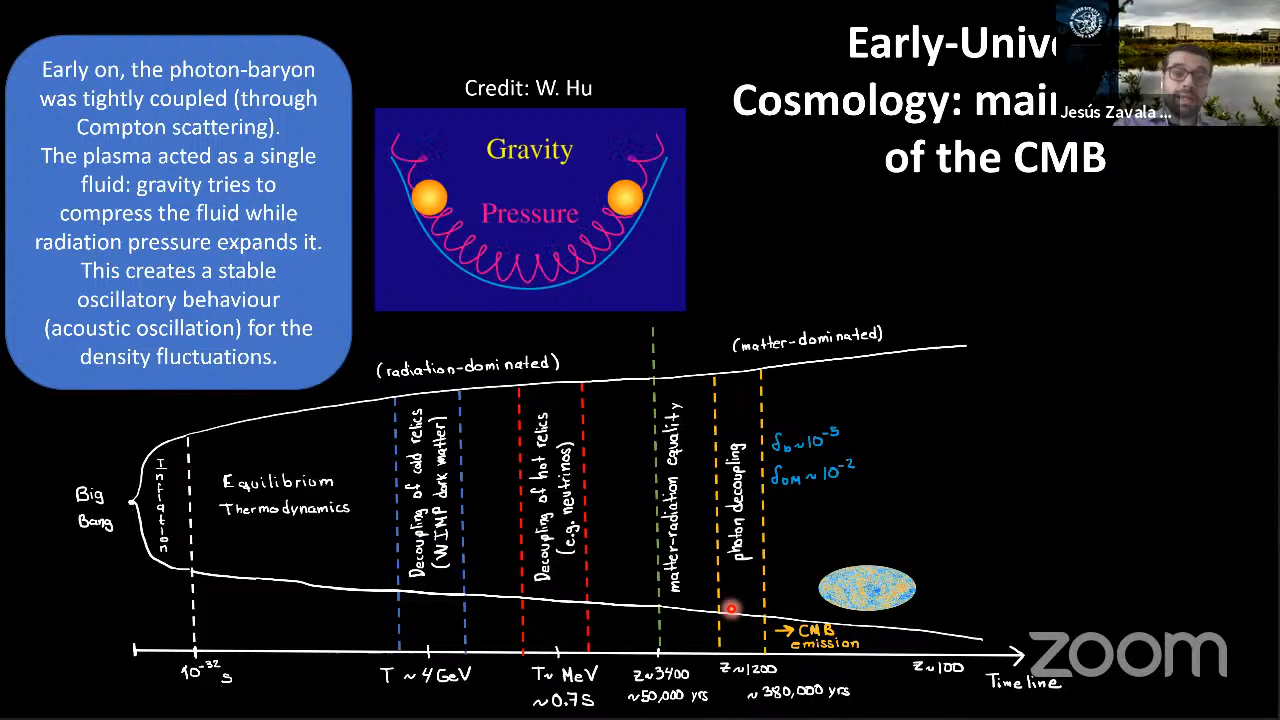 Early on, the photon-baryon
was tightly coupled (through
Compton scattering).
The plasma acted as a single
fluid: gravity tries to
compress the fluid while
radiation pressure expands it.
This creates a stable
oscillatory behaviour
(acoustic oscillation) for the
density fluctuations.
Credit: W. Hu
Gravity
Pressure
Early-Unive
Cosmology: main
of the CMB
Jesús Zavala ...
(radiation-dominated)
(matter-dominated)
Big
Bang
Inflation
Equilibrium
Thermodynamics
Decoupling of cold relics
(WIMP dark matter)
Decoupling of hot relics
(e.g. neutrinos)
matter-radiation equality
photon decoupling
δb ~ 10⁻⁵
δDM ~ 10⁻²
→ CMB
emission
10⁻³² s
T ~ 4 GeV
T ~ MeV
~0.7 s
Z ~ 3400
~50,000 yrs
Z ~ 1200
~ 380,000 yrs
Z ~ 100
Timeline
zoom